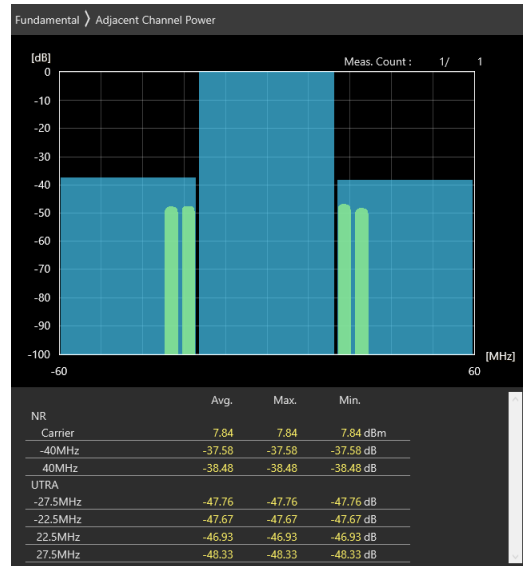 Fundamental ⟩ Adjacent Channel Power
[dB]
Meas. Count : 1/ 1
0
-10
-20
-30
-40
-50
-60
-70
-80
-90
-100
[MHz]
-60 60
Avg. Max. Min.
NR
Carrier 7.84 7.84 7.84 dBm
-40MHz -37.58 -37.58 -37.58 dB
40MHz -38.48 -38.48 -38.48 dB
UTRA
-27.5MHz -47.76 -47.76 -47.76 dB
-22.5MHz -47.67 -47.67 -47.67 dB
22.5MHz -46.93 -46.93 -46.93 dB
27.5MHz -48.33 -48.33 -48.33 dB